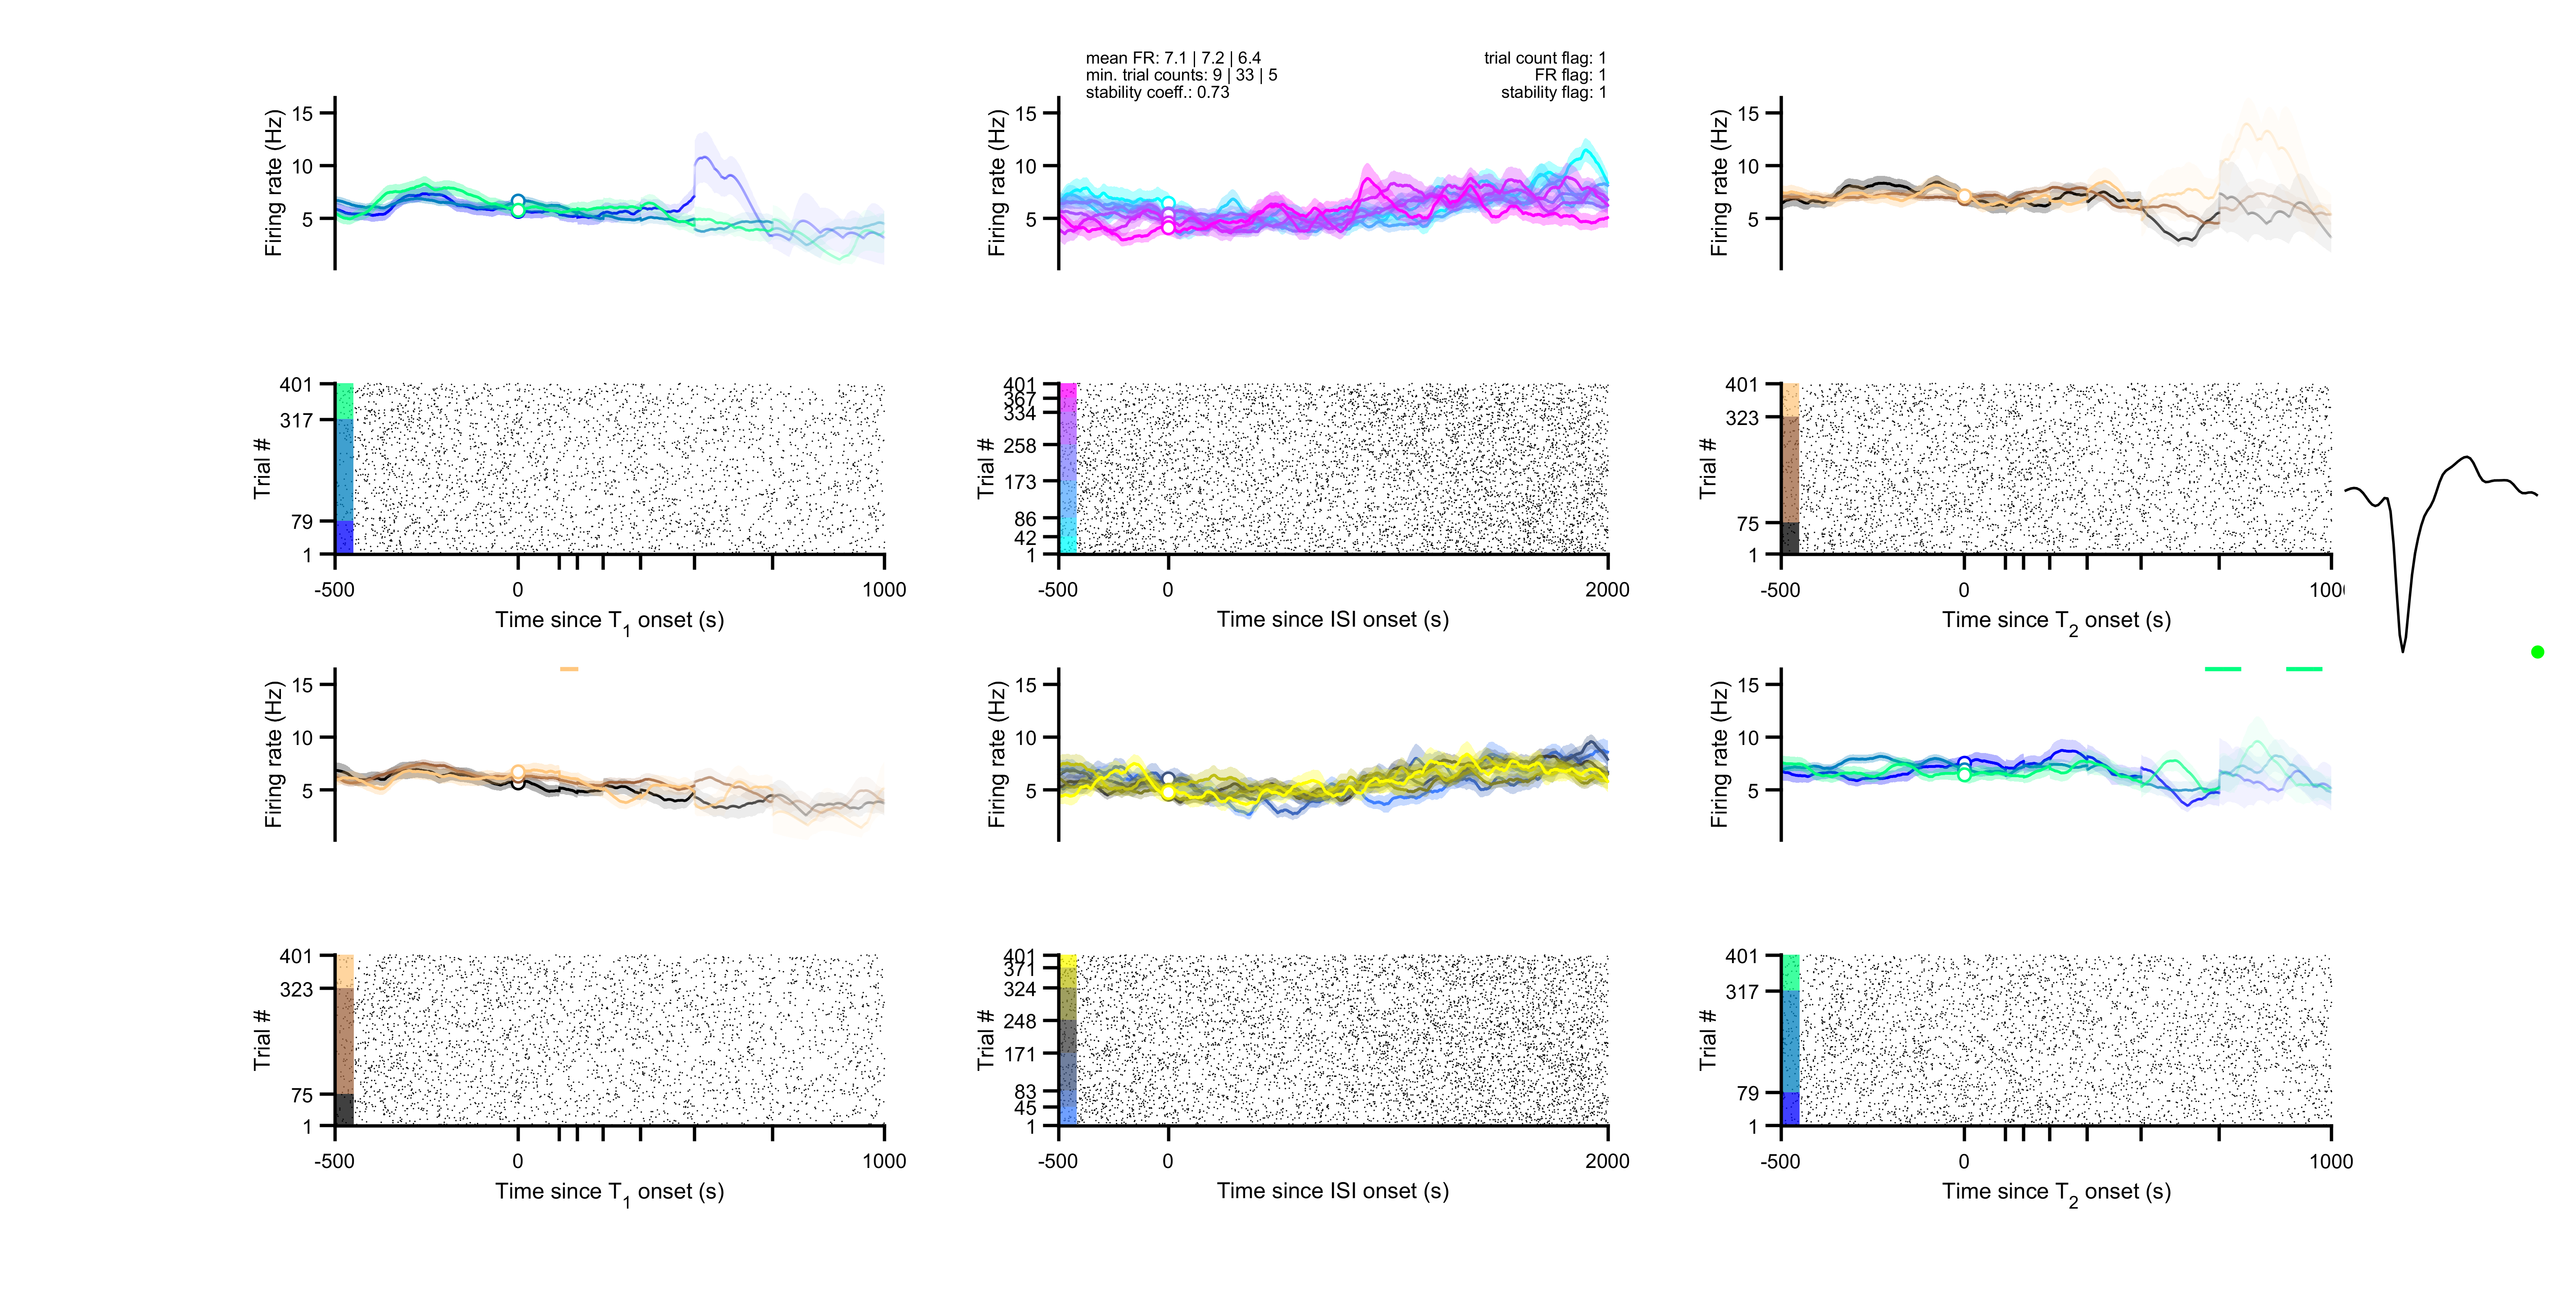 mean FR: 7.1 | 7.2 | 6.4
min. trial counts: 9 | 33 | 5
stability coeff.: 0.73
trial count flag: 1
FR flag: 1
stability flag: 1
Firing rate (Hz)
15
10
5
Firing rate (Hz)
15
10
5
Firing rate (Hz)
15
10
5
Trial #
401
317
79
1
-500
0
1000
Time since T1 onset (s)
Trial #
401
367
334
258
173
86
42
1
-500
0
2000
Time since ISI onset (s)
Trial #
401
323
75
1
-500
0
100
Time since T2 onset (s)
Firing rate (Hz)
15
10
5
Firing rate (Hz)
15
10
5
Firing rate (Hz)
15
10
5
Trial #
401
323
75
1
-500
0
1000
Time since T1 onset (s)
Trial #
401
371
324
248
171
83
45
1
-500
0
2000
Time since ISI onset (s)
Trial #
401
317
79
1
-500
0
1000
Time since T2 onset (s)